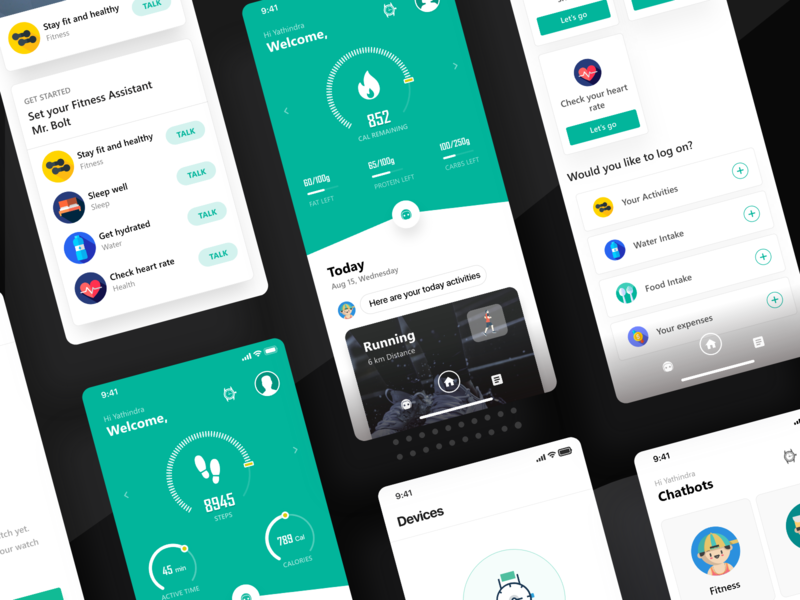 Stay fit and healthy
Fitness
TALK
GET STARTED
Set your Fitness Assistant
Mr. Bolt
Stay fit and healthy
Fitness
TALK
Sleep well
Sleep
TALK
Get hydrated
Water
TALK
Check heart rate
Health
TALK
9:41
Hi Yathindra
Welcome,
852
CAL REMAINING
60/100g
FAT LEFT
65/100g
PROTEIN LEFT
100/250g
CARBS LEFT
Today
Aug 15, Wednesday
Here are your today activities
Running
6 km Distance
Let's go
Check your heart
rate
Let's go
Would you like to log on?
Your Activities
Water Intake
Food Intake
Your expenses
tch yet.
our watch
9:41
Hi Yathindra
Welcome,
8945
STEPS
45 min
ACTIVE TIME
789 Cal
CALORIES
9:41
Devices
9:41
Hi Yathindra
Chatbots
Fitness